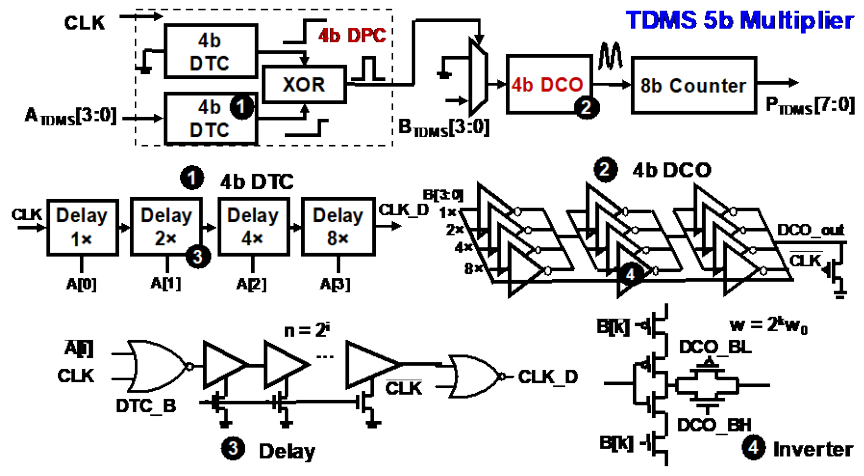 TDMS 5b Multiplier
CLK
4b DPC
4b
DTC
XOR
4b
DTC
1
A_TDMS[3:0]
B_TDMS[3:0]
4b DCO
2
8b Counter
P_TDMS[7:0]
1 4b DTC
CLK
Delay
1×
Delay
2×
Delay
4×
Delay
8×
CLK_D
3
A[0]
A[1]
A[2]
A[3]
2 4b DCO
B[3:0]
1×
2×
4×
8×
4
DCO_out
CLK
n = 2^i
A[i]
CLK
DTC_B
...
CLK
CLK_D
3 Delay
B[k]
w = 2^k w_0
DCO_BL
DCO_BH
B[k]
4 Inverter